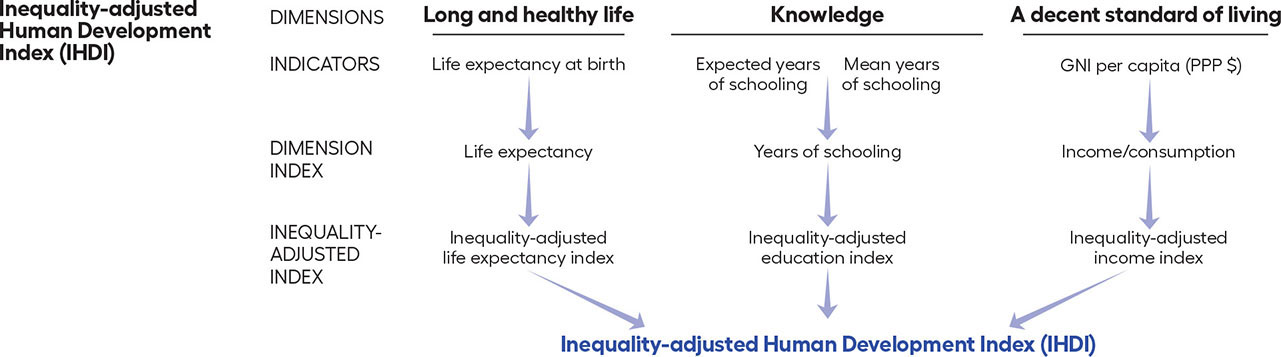 Inequality-adjusted
Human Development
Index (IHDI)
DIMENSIONS
Long and healthy life
Knowledge
A decent standard of living
INDICATORS
Life expectancy at birth
Expected years
of schooling
Mean years
of schooling
GNI per capita (PPP $)
DIMENSION
INDEX
Life expectancy
Years of schooling
Income/consumption
INEQUALITY-
ADJUSTED
INDEX
Inequality-adjusted
life expectancy index
Inequality-adjusted
education index
Inequality-adjusted
income index
Inequality-adjusted Human Development Index (IHDI)